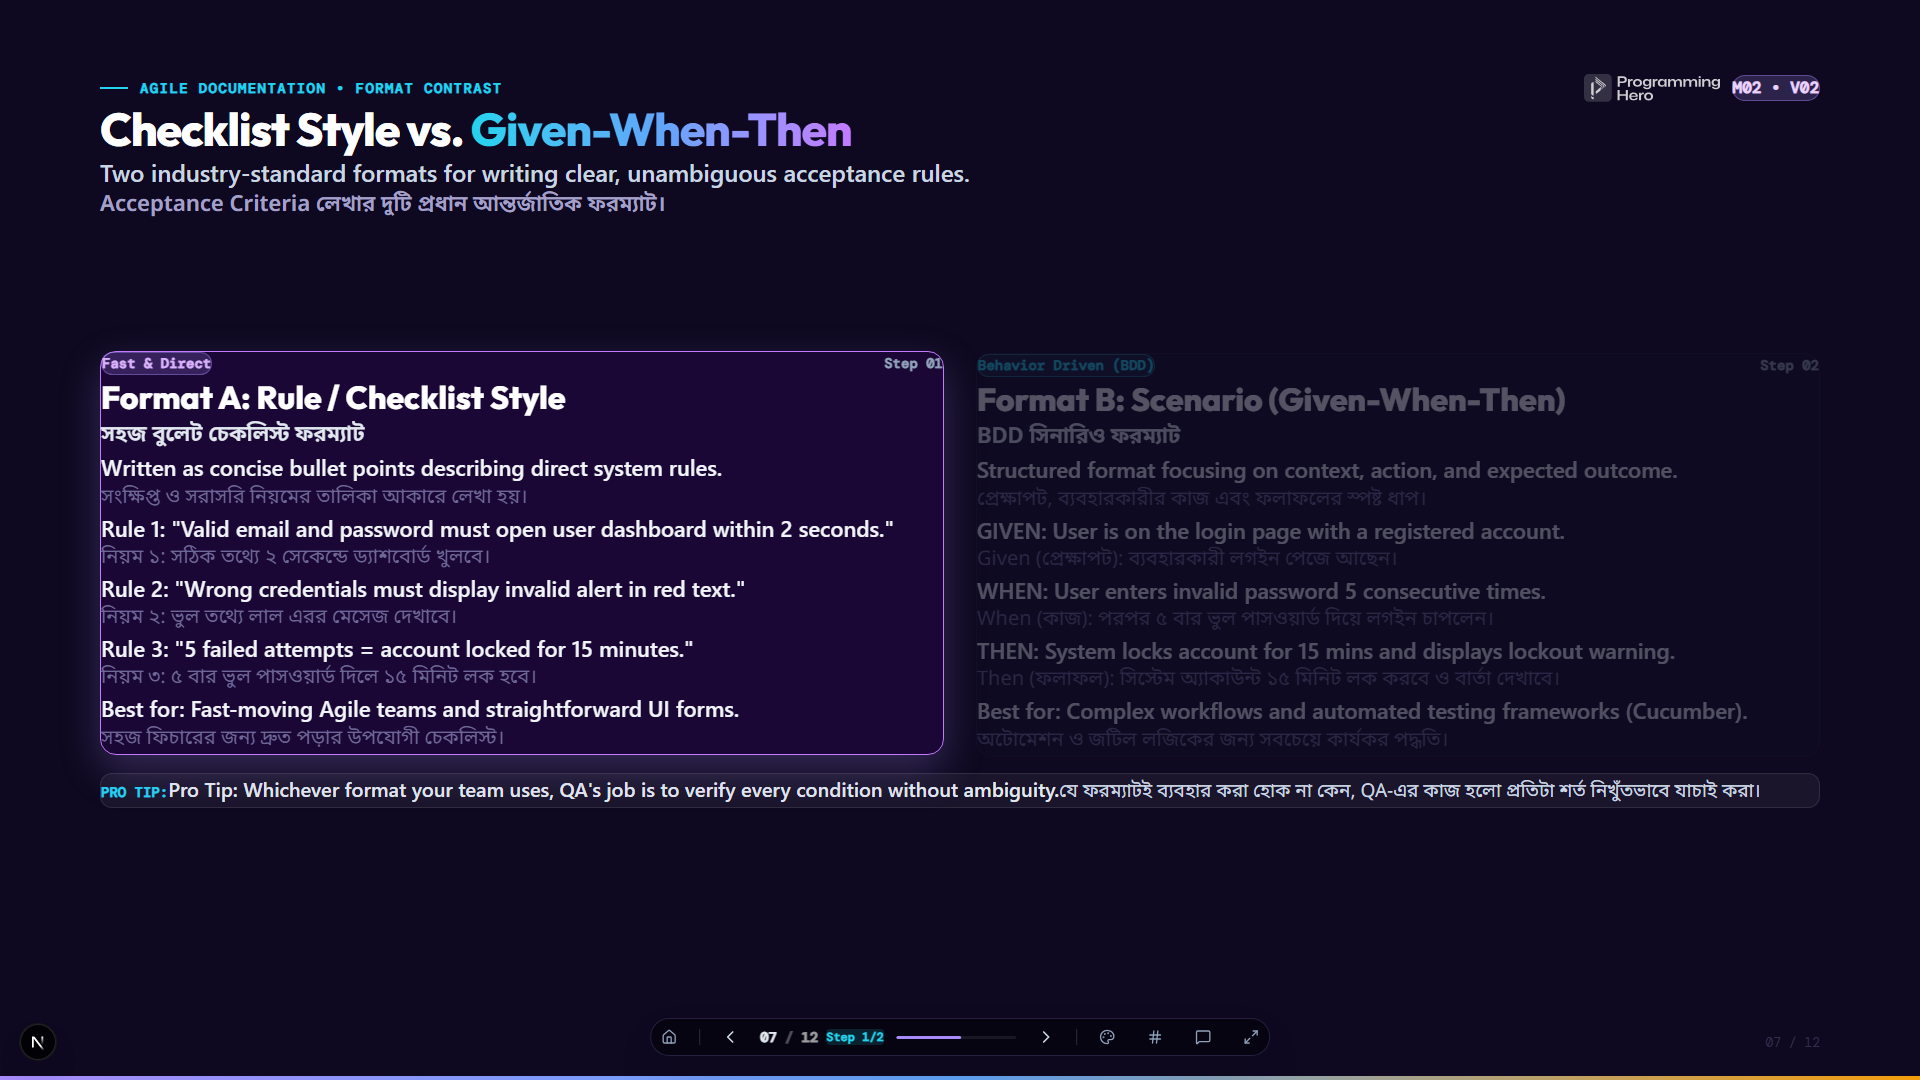 AGILE DOCUMENTATION • FORMAT CONTRAST
Programming
Hero
M02 • V02
Checklist Style vs. Given-When-Then
Two industry-standard formats for writing clear, unambiguous acceptance rules.
Acceptance Criteria লেখার দুটি প্রধান আন্তর্জাতিক ফরম্যাট।
Fast & Direct
Step 01
Format A: Rule / Checklist Style
সহজ বুলেট চেকলিস্ট ফরম্যাট
Written as concise bullet points describing direct system rules.
সংক্ষিপ্ত ও সরাসরি নিয়মের তালিকা আকারে লেখা হয়।
Rule 1: "Valid email and password must open user dashboard within 2 seconds."
নিয়ম ১: সঠিক তথ্যে ২ সেকেন্ডে ড্যাশবোর্ড খুলবে।
Rule 2: "Wrong credentials must display invalid alert in red text."
নিয়ম ২: ভুল তথ্যে লাল এরর মেসেজ দেখাবে।
Rule 3: "5 failed attempts = account locked for 15 minutes."
নিয়ম ৩: ৫ বার ভুল পাসওয়ার্ড দিলে ১৫ মিনিট লক হবে।
Best for: Fast-moving Agile teams and straightforward UI forms.
সহজ ফিচারের জন্য দ্রুত পড়ার উপযোগী চেকলিস্ট।
Behavior Driven (BDD)
Step 02
Format B: Scenario (Given-When-Then)
BDD সিনারিও ফরম্যাট
Structured format focusing on context, action, and expected outcome.
প্রেক্ষাপট, ব্যবহারকারীর কাজ এবং ফলাফলের স্পষ্ট ধাপ।
GIVEN: User is on the login page with a registered account.
Given (প্রেক্ষাপট): ব্যবহারকারী লগইন পেজে আছেন।
WHEN: User enters invalid password 5 consecutive times.
When (কাজ): পরপর ৫ বার ভুল পাসওয়ার্ড দিয়ে লগইন চাপলেন।
THEN: System locks account for 15 mins and displays lockout warning.
Then (ফলাফল): সিস্টেম অ্যাকাউন্ট ১৫ মিনিট লক করবে ও বার্তা দেখাবে।
Best for: Complex workflows and automated testing frameworks (Cucumber).
অটোমেশন ও জটিল লজিকের জন্য সবচেয়ে কার্যকর পদ্ধতি।
PRO TIP:Pro Tip: Whichever format your team uses, QA's job is to verify every condition without ambiguity.যে ফরম্যাটই ব্যবহার করা হোক না কেন, QA-এর কাজ হলো প্রতিটা শর্ত নিখুঁতভাবে যাচাই করা।
N
07 / 12 Step 1/2
07 / 12